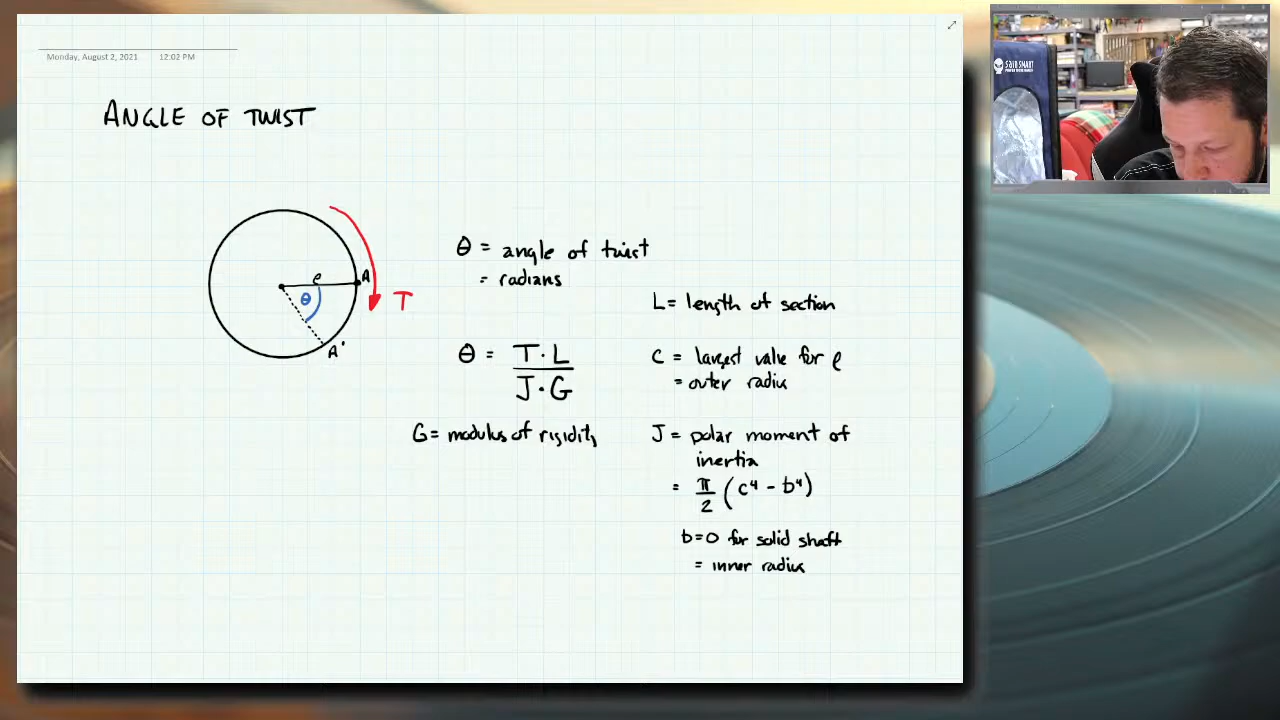 Monday, August 2, 2021 12:02 PM
ANGLE OF TWIST
ρ
A
θ
T
A'
θ = angle of twist
= radians
θ = T·L
J·G
G = modulus of rigidity
L = length of section
C = largest value for ρ
= outer radius
J = polar moment of
inertia
= π/2 (c⁴ - b⁴)
b=0 for solid shaft
= inner radius
SainSmart